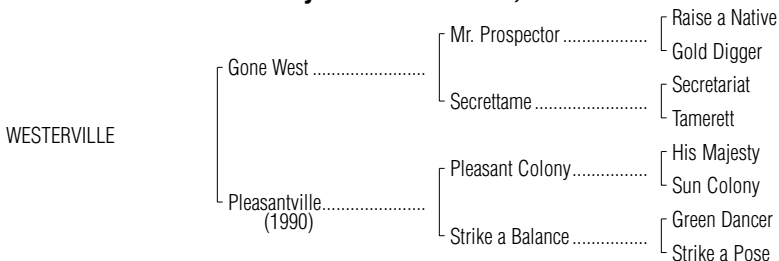 Raise a Native
Mr. Prospector ..................
Gold Digger
Gone West ........................
Secretariat
Secrettame ........................
Tamerett
WESTERVILLE
His Majesty
Pleasant Colony................
Sun Colony
Pleasantville......................
(1990)
Green Dancer
Strike a Balance ................
Strike a Pose